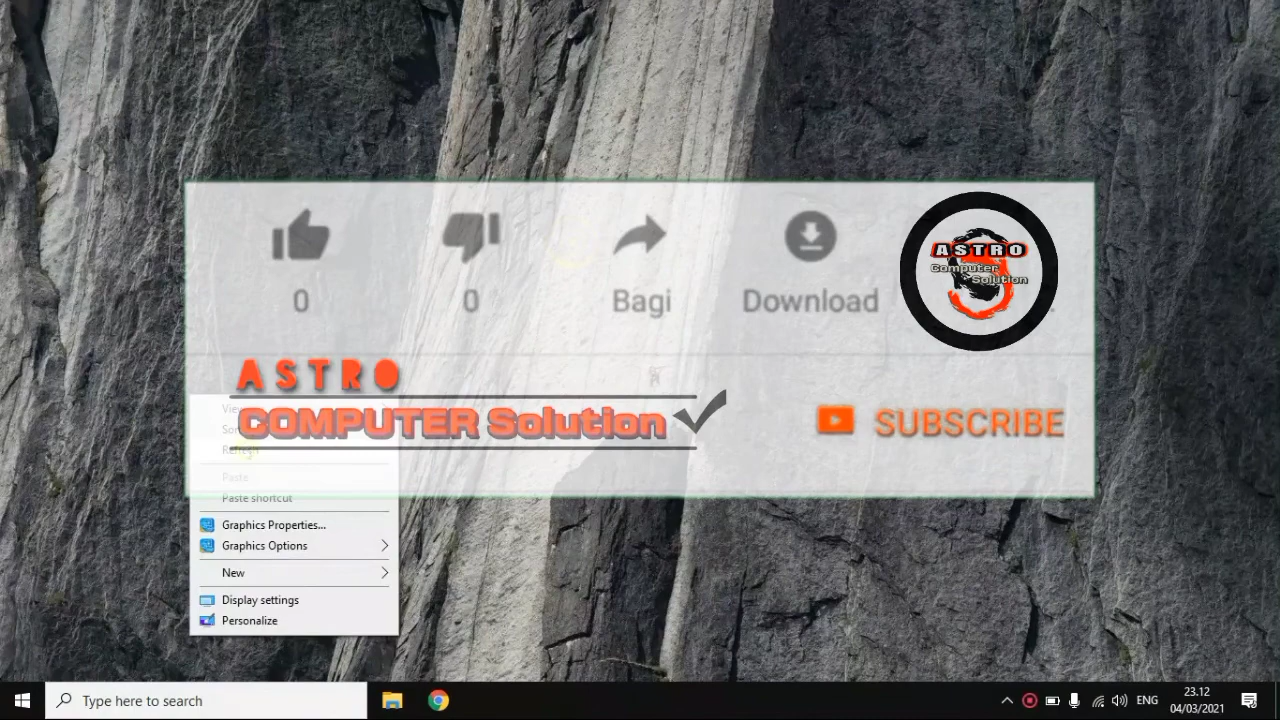 0
0
Bagi
Download
ASTRO
Computer
Solution
ASTRO
COMPUTER Solution
SUBSCRIBE
Refresh
Paste
Paste shortcut
Graphics Properties...
Graphics Options
New
Display settings
Personalize
Type here to search
ENG
23.12
04/03/2021